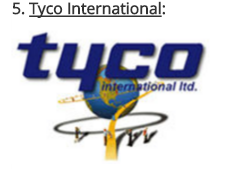 5. Tyco International:
tyco
international ltd.